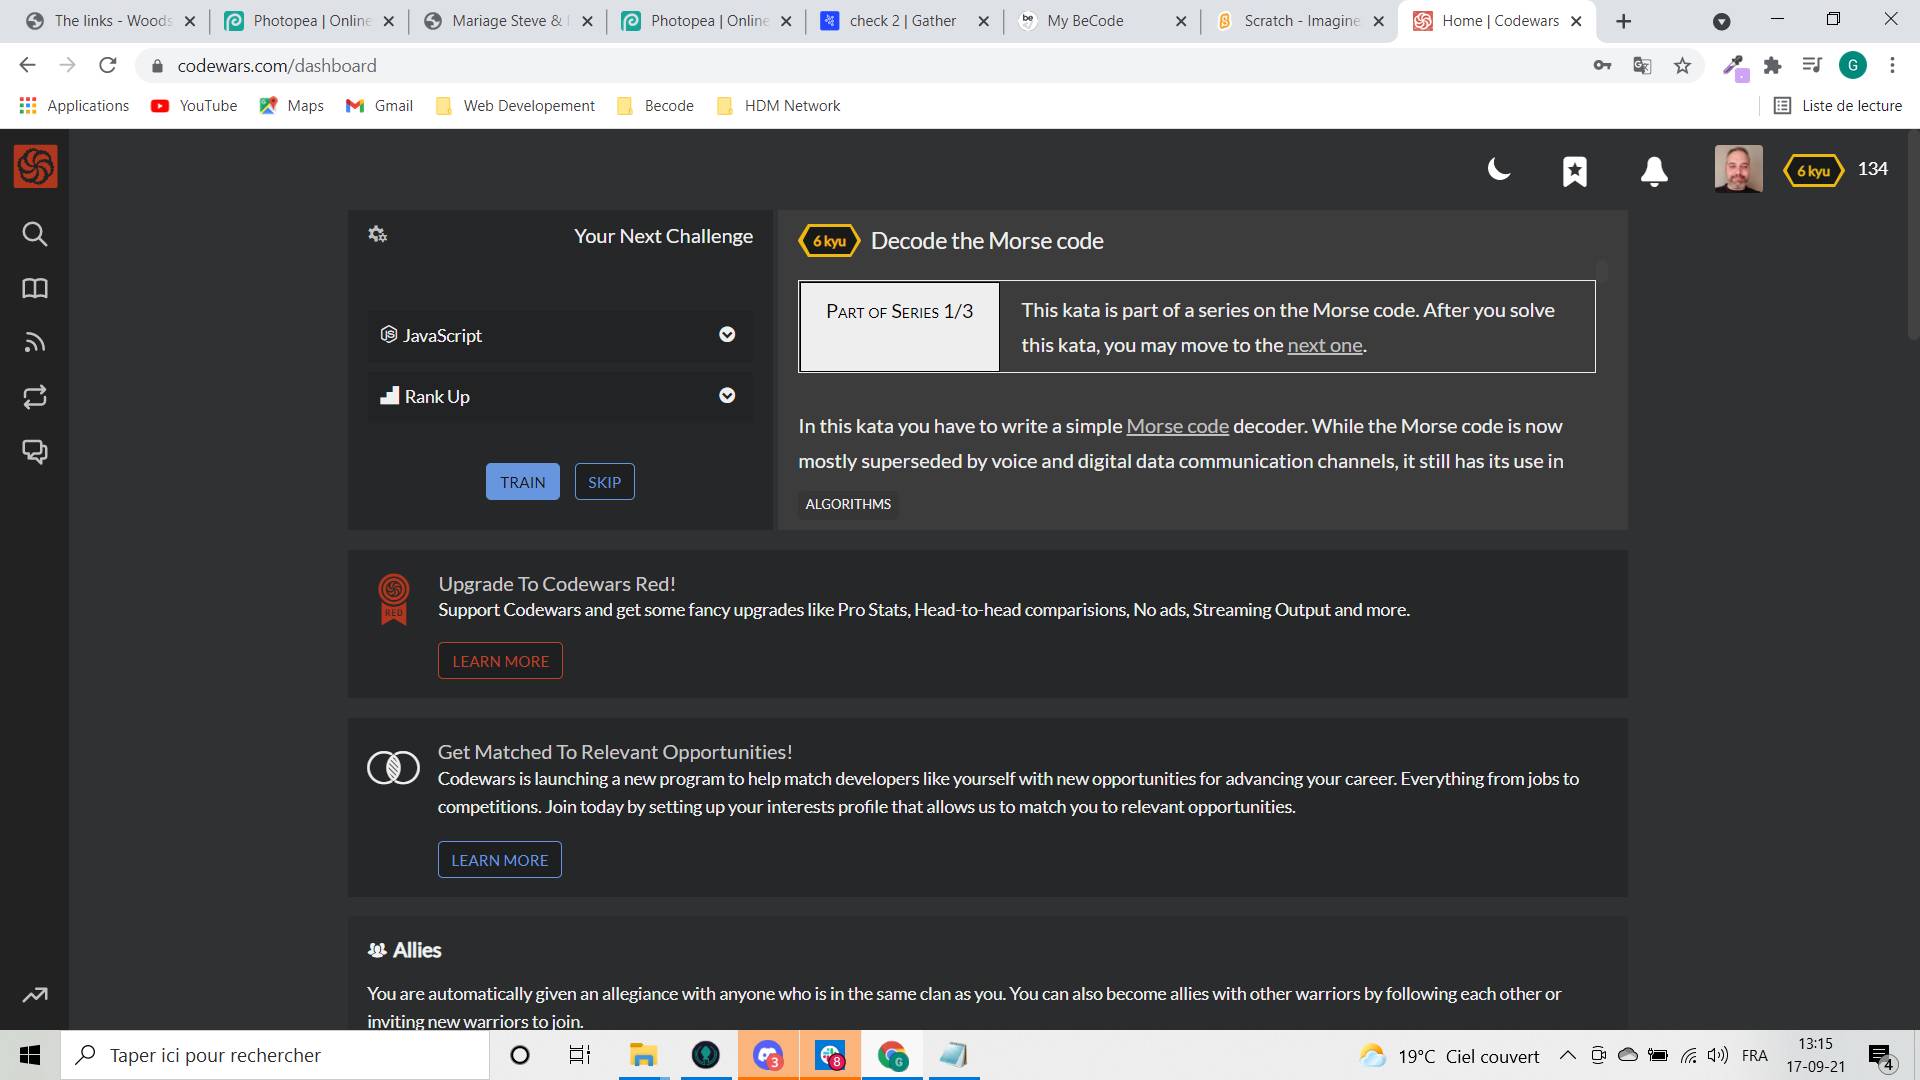 The links - Woods
Photopea | Online
Mariage Steve &
Photopea | Online
check 2 | Gather
be
My BeCode
Scratch - Imagine
Home | Codewars
codewars.com/dashboard
G
Applications
YouTube
Maps
Gmail
Web Developement
Becode
HDM Network
Liste de lecture
6 kyu
134
Your Next Challenge
JavaScript
Rank Up
TRAIN
SKIP
6 kyu
Decode the Morse code
Part of Series 1/3
This kata is part of a series on the Morse code. After you solve
this kata, you may move to the next one.
In this kata you have to write a simple Morse code decoder. While the Morse code is now
mostly superseded by voice and digital data communication channels, it still has its use in
ALGORITHMS
RED
Upgrade To Codewars Red!
Support Codewars and get some fancy upgrades like Pro Stats, Head-to-head comparisions, No ads, Streaming Output and more.
LEARN MORE
Get Matched To Relevant Opportunities!
Codewars is launching a new program to help match developers like yourself with new opportunities for advancing your career. Everything from jobs to
competitions. Join today by setting up your interests profile that allows us to match you to relevant opportunities.
LEARN MORE
Allies
You are automatically given an allegiance with anyone who is in the same clan as you. You can also become allies with other warriors by following each other or
inviting new warriors to join.
Taper ici pour rechercher
3
8
G
19°C Ciel couvert
FRA
13:15
17-09-21
4